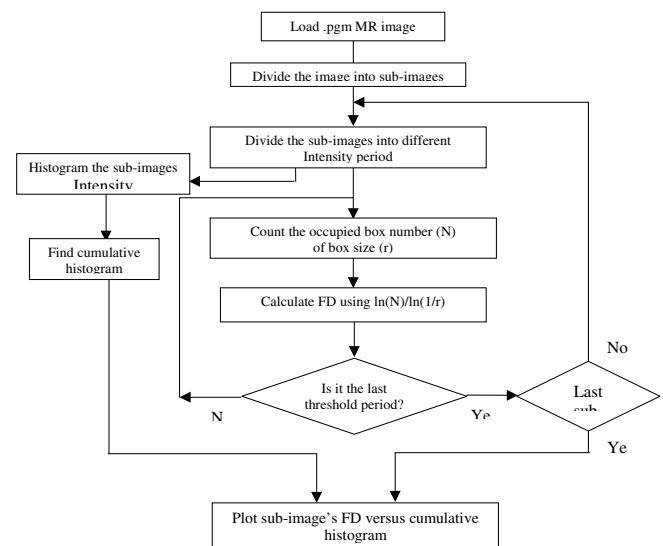 Load .pgm MR image
Divide the image into sub-images
Divide the sub-images into different
Intensity period
Histogram the sub-images
Intensity
Count the occupied box number (N)
of box size (r)
Find cumulative
histogram
Calculate FD using ln(N)/ln(1/r)
No
Is it the last
threshold period?
Last
sub
N
Ye
Ye
Plot sub-image's FD versus cumulative
histogram